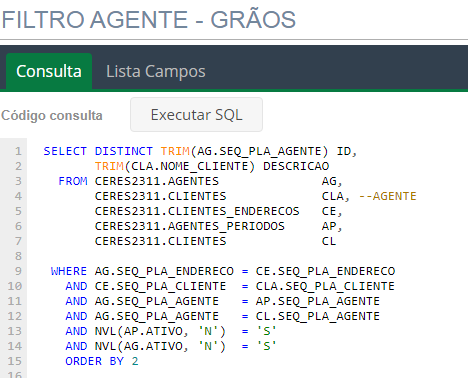 FILTRO AGENTE - GRÃOS
Consulta Lista Campos
Código consulta Executar SQL
1 SELECT DISTINCT TRIM(AG.SEQ_PLA_AGENTE) ID,
2 TRIM(CLA.NOME_CLIENTE) DESCRICAO
3 FROM CERES2311.AGENTES AG,
4 CERES2311.CLIENTES CLA, --AGENTE
5 CERES2311.CLIENTES_ENDERECOS CE,
6 CERES2311.AGENTES_PERIODOS AP,
7 CERES2311.CLIENTES CL
8
9 WHERE AG.SEQ_PLA_ENDERECO = CE.SEQ_PLA_ENDERECO
10 AND CE.SEQ_PLA_CLIENTE = CLA.SEQ_PLA_CLIENTE
11 AND AG.SEQ_PLA_AGENTE = AP.SEQ_PLA_AGENTE
12 AND AG.SEQ_PLA_AGENTE = CL.SEQ_PLA_AGENTE
13 AND NVL(AP.ATIVO, 'N') = 'S'
14 AND NVL(AG.ATIVO, 'N') = 'S'
15 ORDER BY 2
16